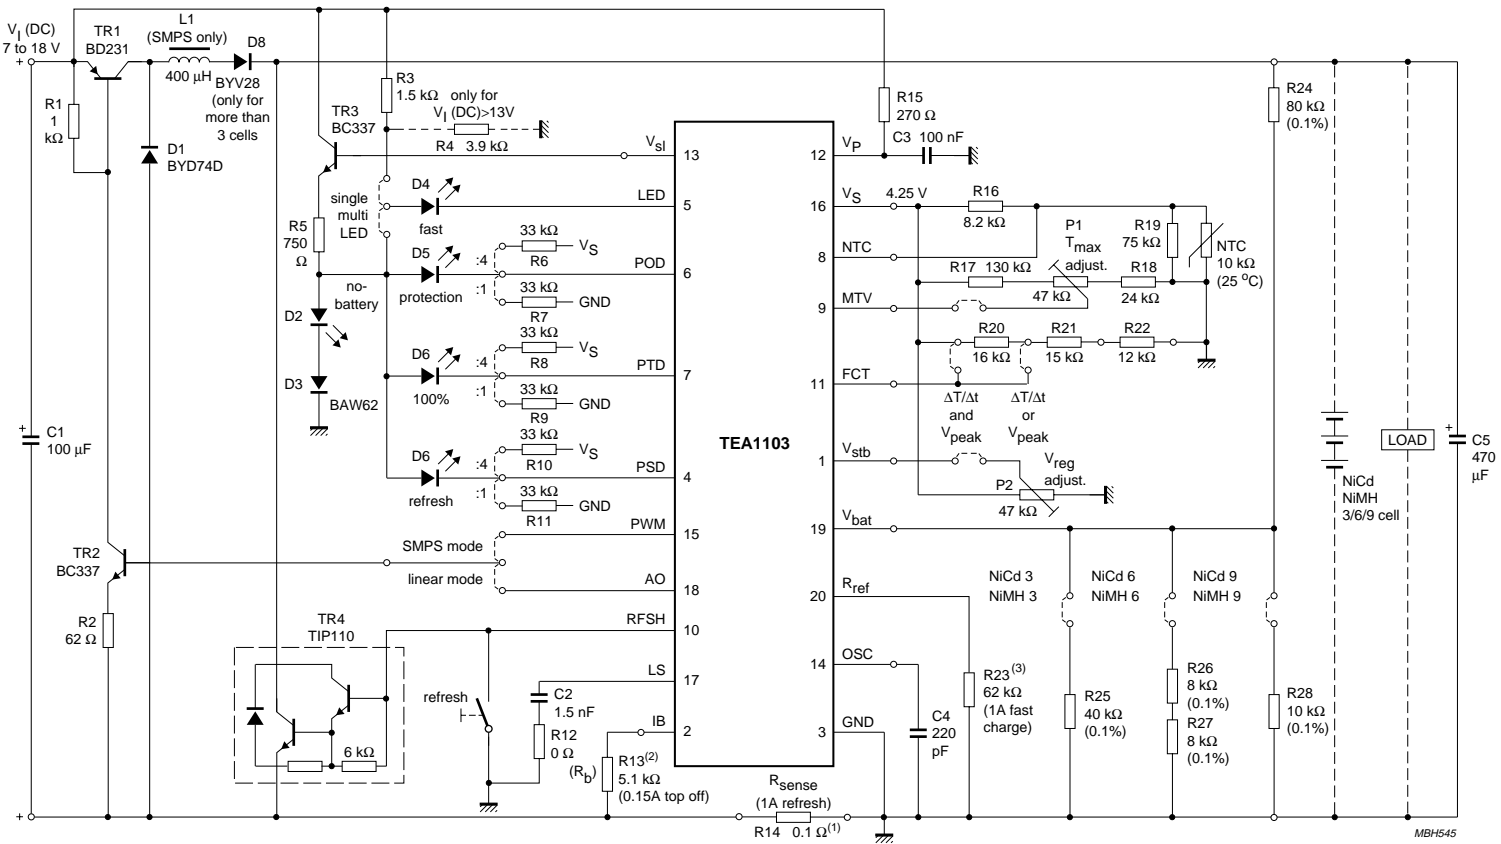 V_I (DC)
7 to 18 V
TR1
BD231
L1
(SMPS only)
400 μH
D8
BYV28
(only for
more than
3 cells
R1
1
kΩ
D1
BYD74D
TR3
BC337
R3
1.5 kΩ
only for
V_I (DC)>13V
R4 3.9 kΩ
R5
750
Ω
single
multi
LED
D4
fast
D5
protection
no-
battery
D2
D3
BAW62
D6
100%
D6
refresh
:4
:1
33 kΩ
R6
V_S
33 kΩ
R7
GND
:4
:1
33 kΩ
R8
V_S
33 kΩ
R9
GND
:4
:1
33 kΩ
R10
V_S
33 kΩ
R11
GND
SMPS mode
linear mode
+
C1
100 μF
TR2
BC337
R2
62 Ω
TR4
TIP110
6 kΩ
refresh
C2
1.5 nF
R12
0 Ω
(R_b)
R13(2)
5.1 kΩ
(0.15A top off)
V_sl 13
LED 5
POD 6
PTD 7
PSD 4
PWM 15
AO 18
RFSH 10
LS 17
IB 2
TEA1103
12 V_P
16 V_S
8 NTC
9 MTV
11 FCT
1 V_stb
19 V_bat
20 R_ref
14 OSC
3 GND
R15
270 Ω
C3 100 nF
4.25 V
R16
8.2 kΩ
R17 130 kΩ
P1
T_max
adjust.
47 kΩ
R18
24 kΩ
R19
75 kΩ
NTC
10 kΩ
(25 °C)
R20
16 kΩ
R21
15 kΩ
R22
12 kΩ
ΔT/Δt
and
V_peak
ΔT/Δt
or
V_peak
V_reg
adjust.
P2
47 kΩ
R24
80 kΩ
(0.1%)
NiCd 3
NiMH 3
NiCd 6
NiMH 6
NiCd 9
NiMH 9
R23(3)
62 kΩ
(1A fast
charge)
C4
220
pF
R25
40 kΩ
(0.1%)
R26
8 kΩ
(0.1%)
R27
8 kΩ
(0.1%)
R28
10 kΩ
(0.1%)
NiCd
NiMH
3/6/9 cell
LOAD
+
C5
470
μF
R_sense
(1A refresh)
R14 0.1 Ω(1)
+
+
MBH545